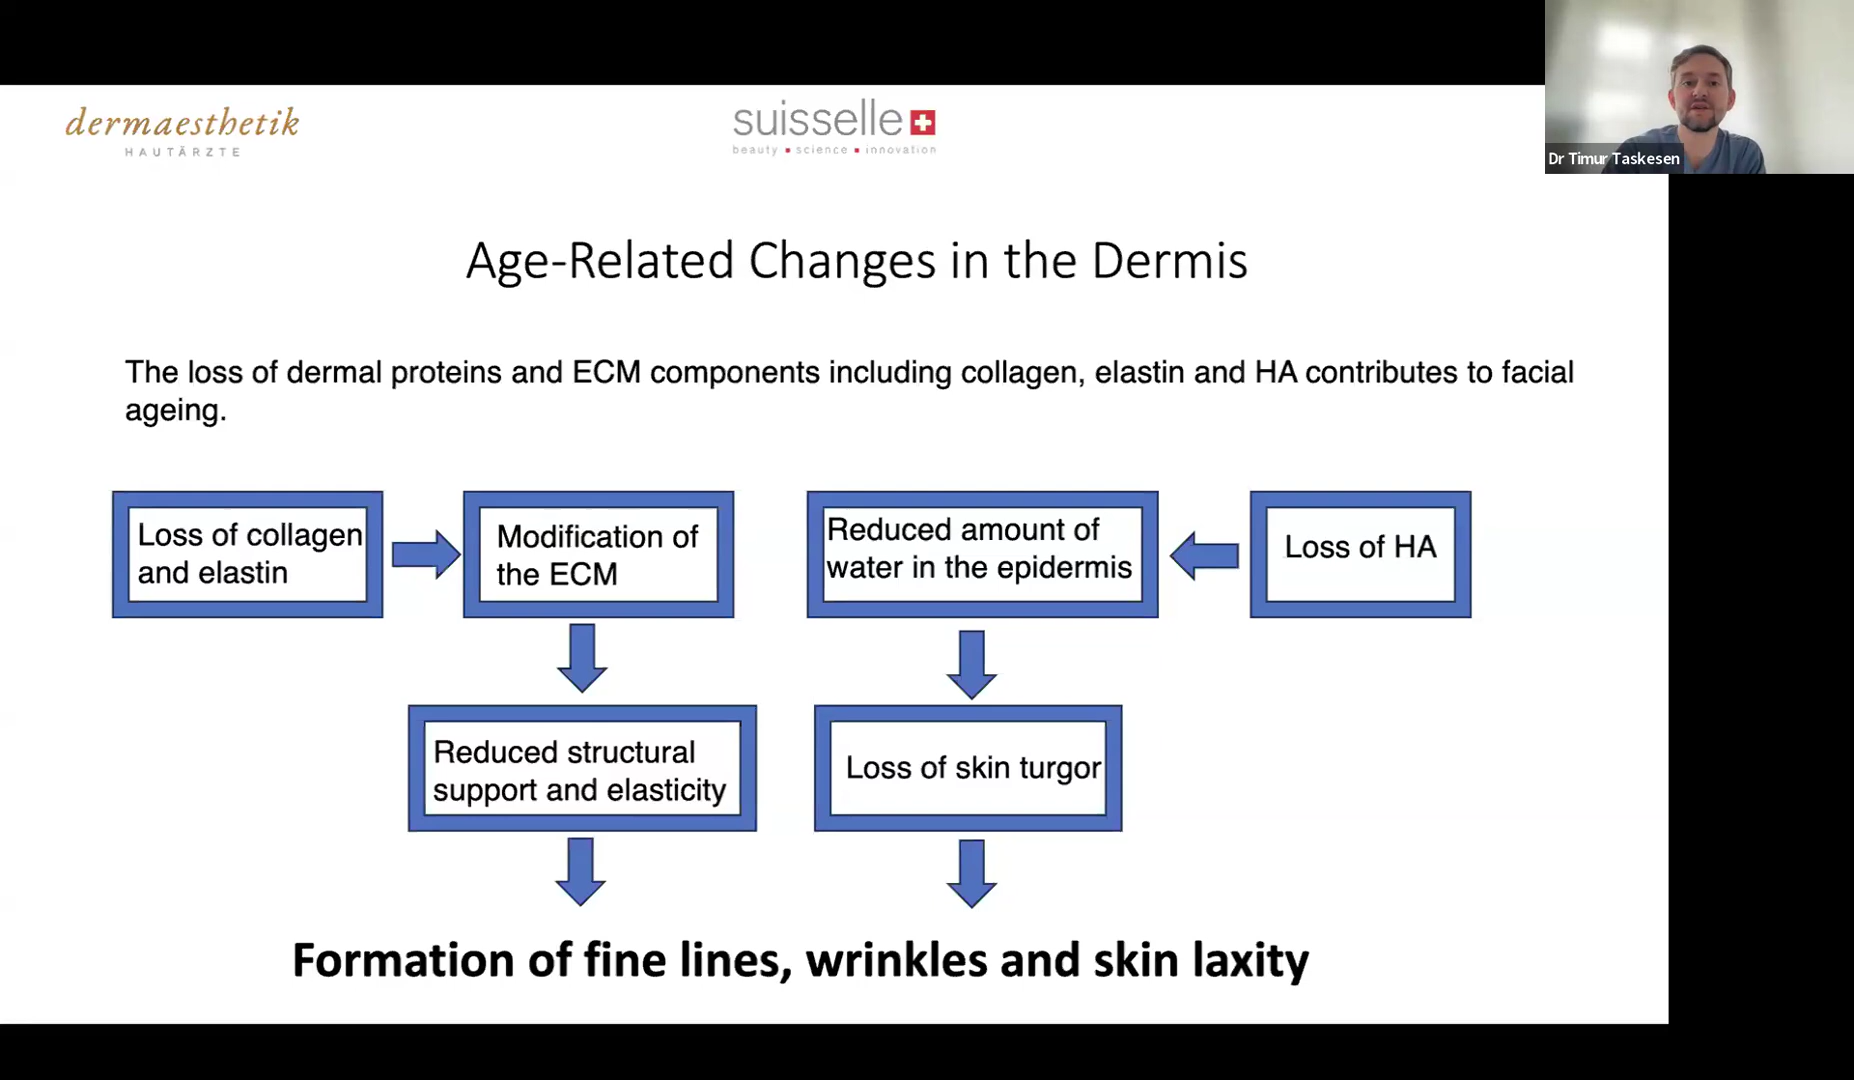 dermaesthetik
HAUTÄRZTE
suisselle
beauty ▪ science ▪ innovation
Dr Timur Taskesen
Age-Related Changes in the Dermis
The loss of dermal proteins and ECM components including collagen, elastin and HA contributes to facial
ageing.
Loss of collagen
and elastin
Modification of
the ECM
Reduced amount of
water in the epidermis
Loss of HA
Reduced structural
support and elasticity
Loss of skin turgor
Formation of fine lines, wrinkles and skin laxity